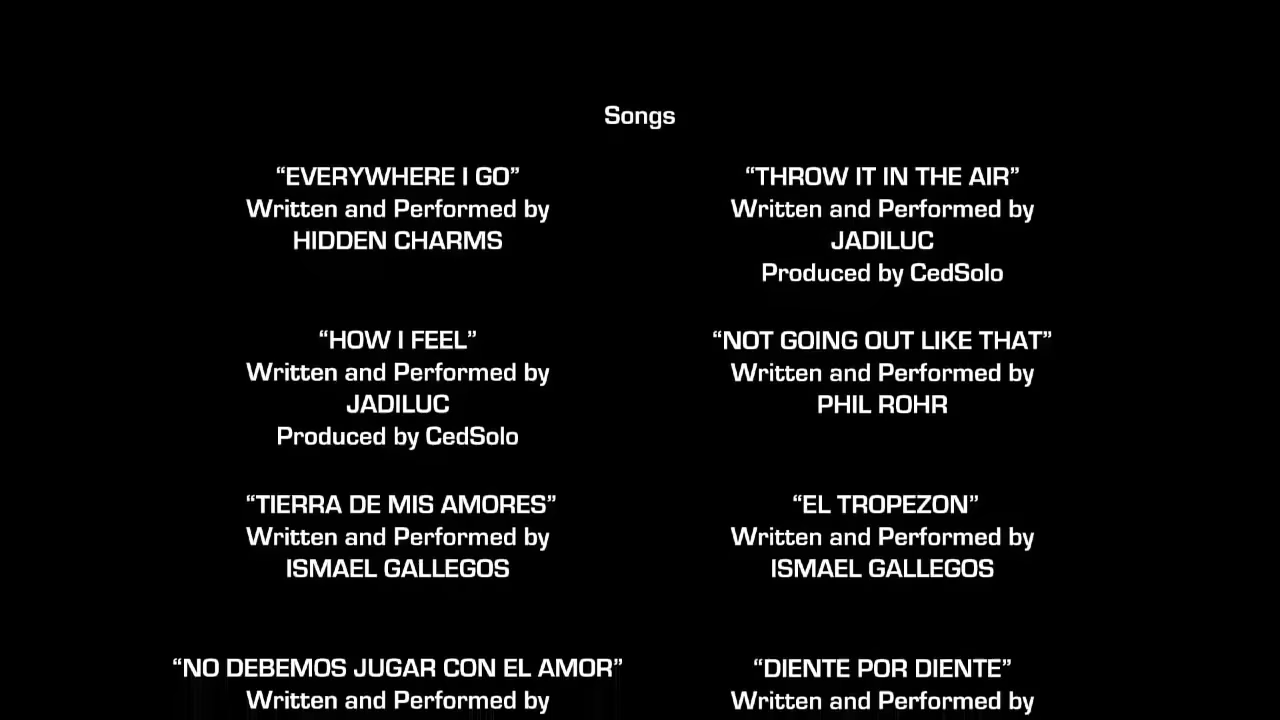 Songs
“EVERYWHERE I GO”
Written and Performed by
HIDDEN CHARMS
“THROW IT IN THE AIR”
Written and Performed by
JADILUC
Produced by CedSolo
“HOW I FEEL”
Written and Performed by
JADILUC
Produced by CedSolo
“NOT GOING OUT LIKE THAT”
Written and Performed by
PHIL ROHR
“TIERRA DE MIS AMORES”
Written and Performed by
ISMAEL GALLEGOS
“EL TROPEZON”
Written and Performed by
ISMAEL GALLEGOS
“NO DEBEMOS JUGAR CON EL AMOR”
Written and Performed by
“DIENTE POR DIENTE”
Written and Performed by